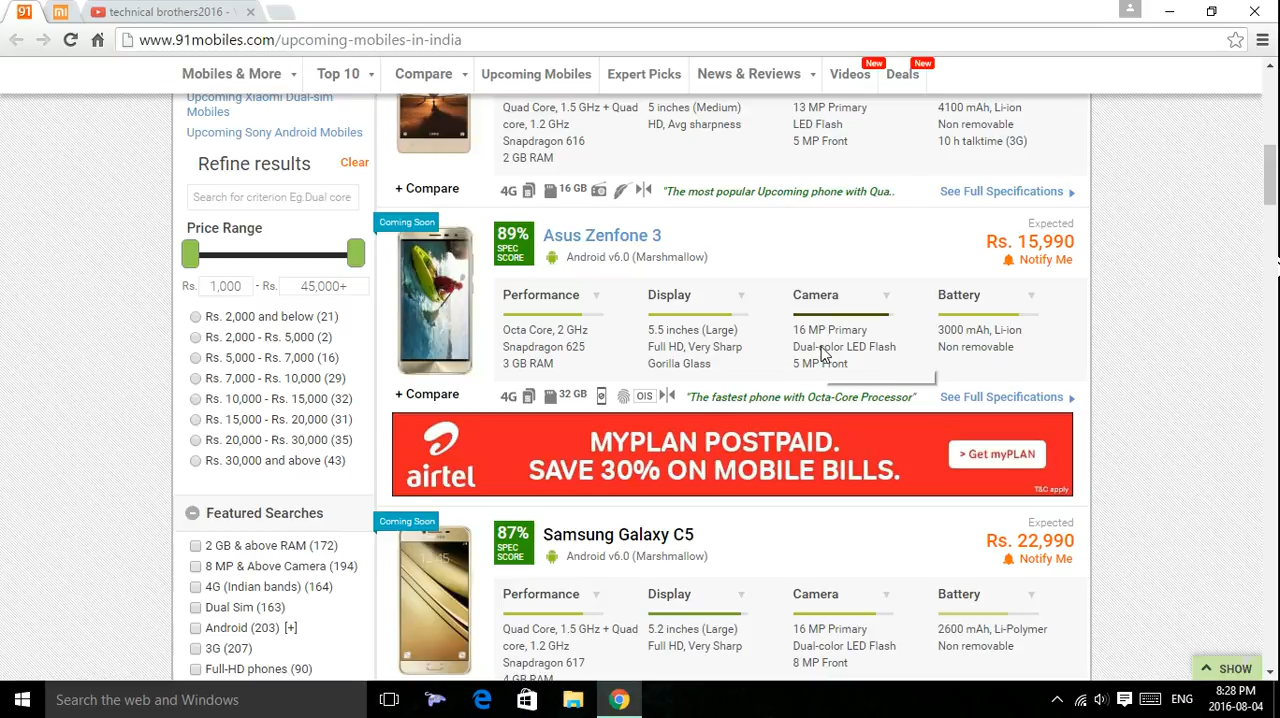 91
technical brothers2016 -
www.91mobiles.com/upcoming-mobiles-in-india
Mobiles & More
Top 10
Compare
Upcoming Mobiles
Expert Picks
News & Reviews
Videos
New
Deals
New
Upcoming Xiaomi Dual-sim
Mobiles
Upcoming Sony Android Mobiles
Refine results
Clear
Search for criterion Eg.Dual core
Price Range
Rs. 1,000 - Rs. 45,000+
Rs. 2,000 and below (21)
Rs. 2,000 - Rs. 5,000 (2)
Rs. 5,000 - Rs. 7,000 (16)
Rs. 7,000 - Rs. 10,000 (29)
Rs. 10,000 - Rs. 15,000 (32)
Rs. 15,000 - Rs. 20,000 (31)
Rs. 20,000 - Rs. 30,000 (35)
Rs. 30,000 and above (43)
Featured Searches
2 GB & above RAM (172)
8 MP & Above Camera (194)
4G (Indian bands) (164)
Dual Sim (163)
Android (203) [+]
3G (207)
Full-HD phones (90)
Quad Core, 1.5 GHz + Quad
core, 1.2 GHz
Snapdragon 616
2 GB RAM
5 inches (Medium)
HD, Avg sharpness
13 MP Primary
LED Flash
5 MP Front
4100 mAh, Li-ion
Non removable
10 h talktime (3G)
+ Compare
4G
16 GB
"The most popular Upcoming phone with Qua..
See Full Specifications
Coming Soon
89%
SPEC
SCORE
Asus Zenfone 3
Android v6.0 (Marshmallow)
Expected
Rs. 15,990
Notify Me
Performance
Octa Core, 2 GHz
Snapdragon 625
3 GB RAM
Display
5.5 inches (Large)
Full HD, Very Sharp
Gorilla Glass
Camera
16 MP Primary
Dual-color LED Flash
5 MP Front
Battery
3000 mAh, Li-ion
Non removable
+ Compare
4G
32 GB
OIS
"The fastest phone with Octa-Core Processor"
See Full Specifications
airtel
MYPLAN POSTPAID.
SAVE 30% ON MOBILE BILLS.
> Get myPLAN
T&C apply
Coming Soon
87%
SPEC
SCORE
Samsung Galaxy C5
Android v6.0 (Marshmallow)
Expected
Rs. 22,990
Notify Me
Performance
Quad Core, 1.5 GHz + Quad
core, 1.2 GHz
Snapdragon 617
4 GB RAM
Display
5.2 inches (Large)
Full HD, Very Sharp
Camera
16 MP Primary
Dual-color LED Flash
8 MP Front
Battery
2600 mAh, Li-Polymer
Non removable
SHOW
Search the web and Windows
ENG
8:28 PM
2016-08-04